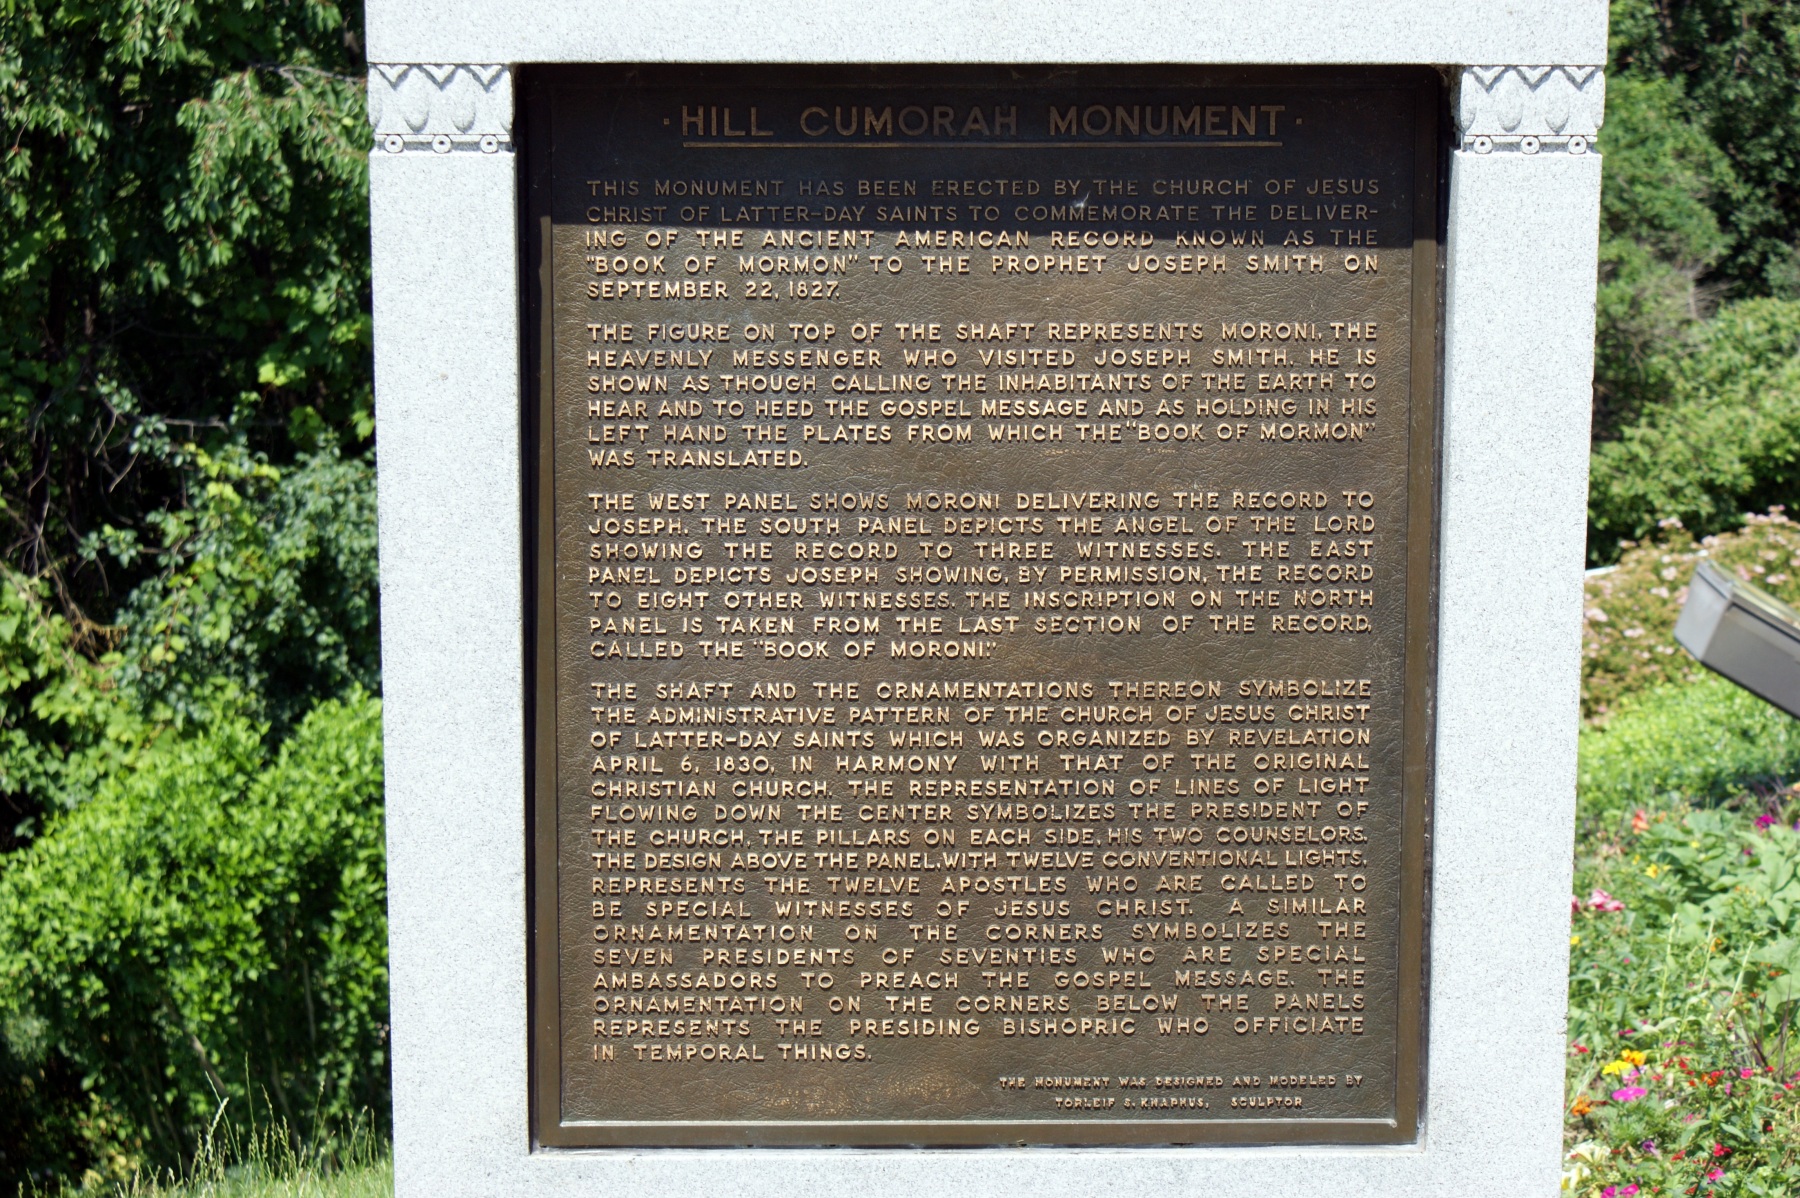 · HILL CUMORAH MONUMENT ·
THIS MONUMENT HAS BEEN ERECTED BY THE CHURCH OF JESUS
CHRIST OF LATTER-DAY SAINTS TO COMMEMORATE THE DELIVER-
ING OF THE ANCIENT AMERICAN RECORD KNOWN AS THE
"BOOK OF MORMON" TO THE PROPHET JOSEPH SMITH ON
SEPTEMBER 22, 1827.
THE FIGURE ON TOP OF THE SHAFT REPRESENTS MORONI, THE
HEAVENLY MESSENGER WHO VISITED JOSEPH SMITH. HE IS
SHOWN AS THOUGH CALLING THE INHABITANTS OF THE EARTH TO
HEAR AND TO HEED THE GOSPEL MESSAGE AND AS HOLDING IN HIS
LEFT HAND THE PLATES FROM WHICH THE "BOOK OF MORMON"
WAS TRANSLATED.
THE WEST PANEL SHOWS MORONI DELIVERING THE RECORD TO
JOSEPH. THE SOUTH PANEL DEPICTS THE ANGEL OF THE LORD
SHOWING THE RECORD TO THREE WITNESSES. THE EAST
PANEL DEPICTS JOSEPH SHOWING, BY PERMISSION, THE RECORD
TO EIGHT OTHER WITNESSES. THE INSCRIPTION ON THE NORTH
PANEL IS TAKEN FROM THE LAST SECTION OF THE RECORD,
CALLED THE "BOOK OF MORONI."
THE SHAFT AND THE ORNAMENTATIONS THEREON SYMBOLIZE
THE ADMINISTRATIVE PATTERN OF THE CHURCH OF JESUS CHRIST
OF LATTER-DAY SAINTS WHICH WAS ORGANIZED BY REVELATION
APRIL 6, 1830, IN HARMONY WITH THAT OF THE ORIGINAL
CHRISTIAN CHURCH. THE REPRESENTATION OF LINES OF LIGHT
FLOWING DOWN THE CENTER SYMBOLIZES THE PRESIDENT OF
THE CHURCH, THE PILLARS ON EACH SIDE, HIS TWO COUNSELORS.
THE DESIGN ABOVE THE PANEL, WITH TWELVE CONVENTIONAL LIGHTS,
REPRESENTS THE TWELVE APOSTLES WHO ARE CALLED TO
BE SPECIAL WITNESSES OF JESUS CHRIST. A SIMILAR
ORNAMENTATION ON THE CORNERS SYMBOLIZES THE
SEVEN PRESIDENTS OF SEVENTIES WHO ARE SPECIAL
AMBASSADORS TO PREACH THE GOSPEL MESSAGE. THE
ORNAMENTATION ON THE CORNERS BELOW THE PANELS
REPRESENTS THE PRESIDING BISHOPRIC WHO OFFICIATE
IN TEMPORAL THINGS.
THE MONUMENT WAS DESIGNED AND MODELED BY
TORLEIF S. KNAPHUS, SCULPTOR